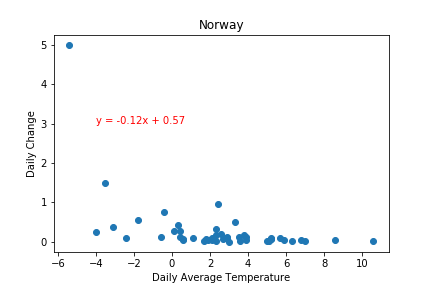 Norway
5
4
3
2
1
0
Daily Change
y = -0.12x + 0.57
−6 −4 −2 0 2 4 6 8 10
Daily Average Temperature